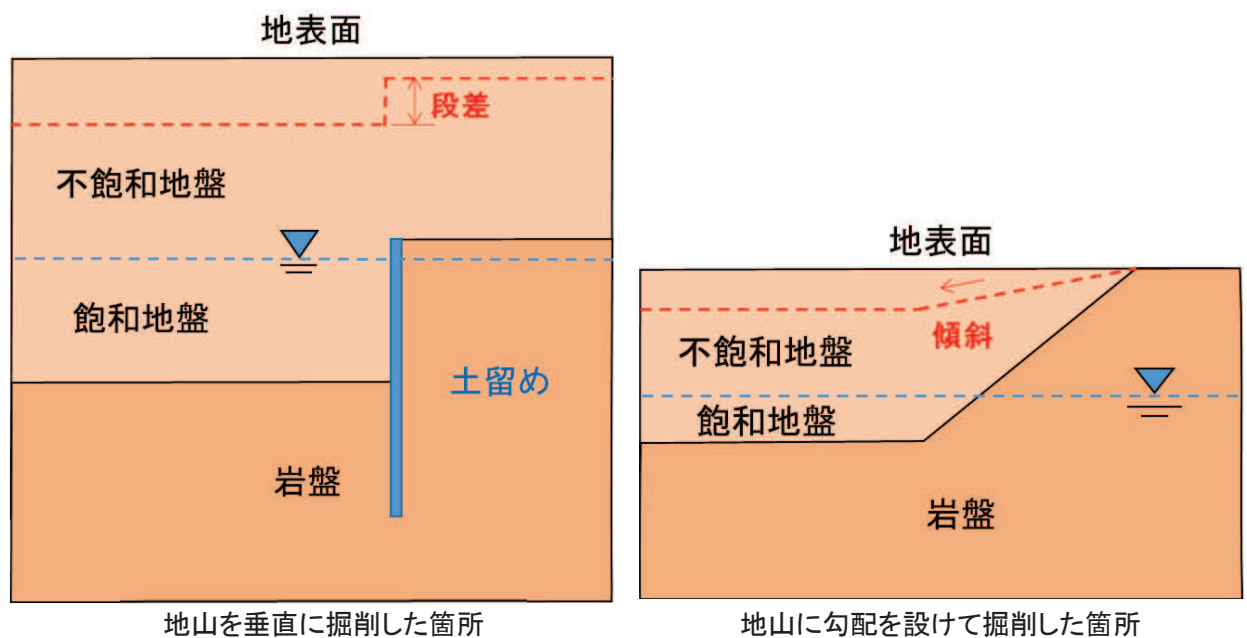 地表面
段差
不飽和地盤
飽和地盤
土留め
岩盤
地山を垂直に掘削した箇所
地表面
傾斜
不飽和地盤
飽和地盤
岩盤
地山に勾配を設けて掘削した箇所